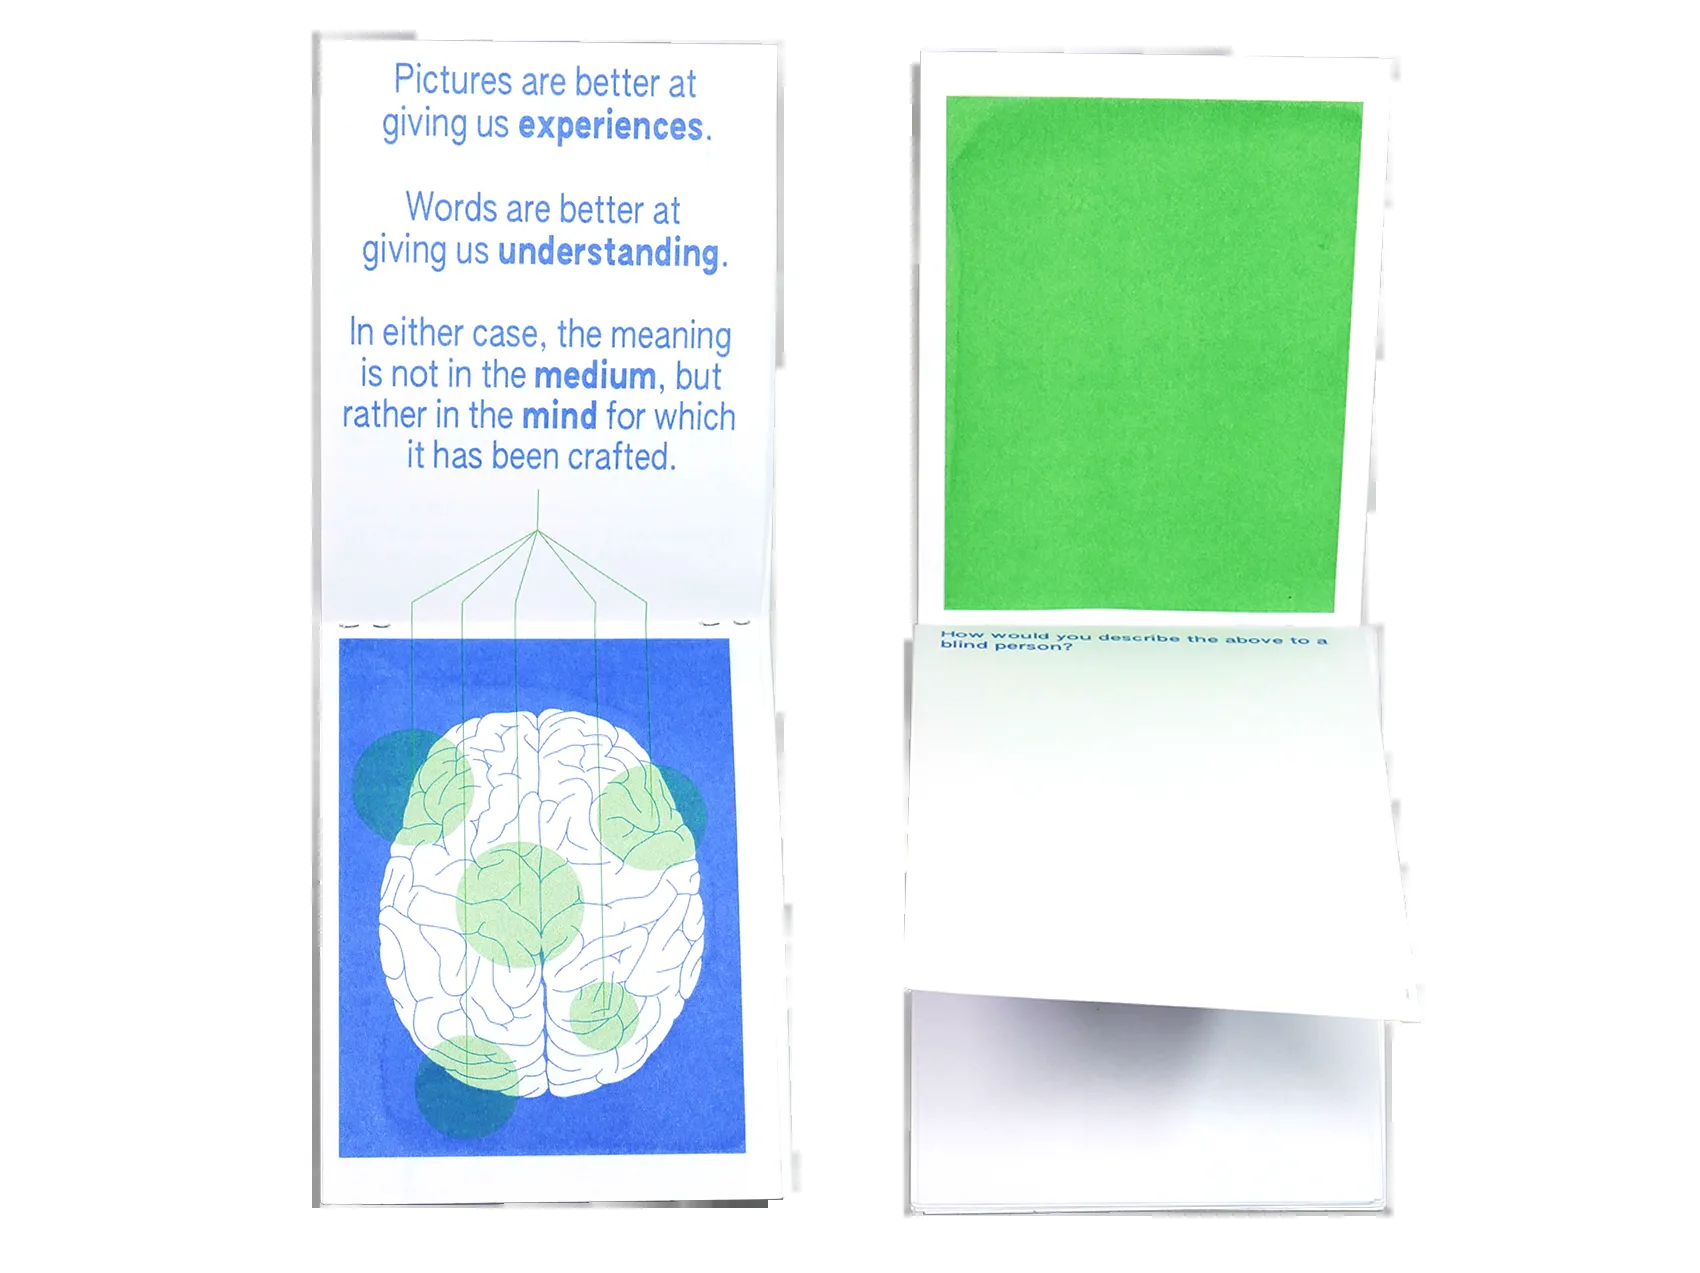 Pictures are better at
giving us experiences.
Words are better at
giving us understanding.
In either case, the meaning
is not in the medium, but
rather in the mind for which
it has been crafted.
How would you describe the above to a
blind person?